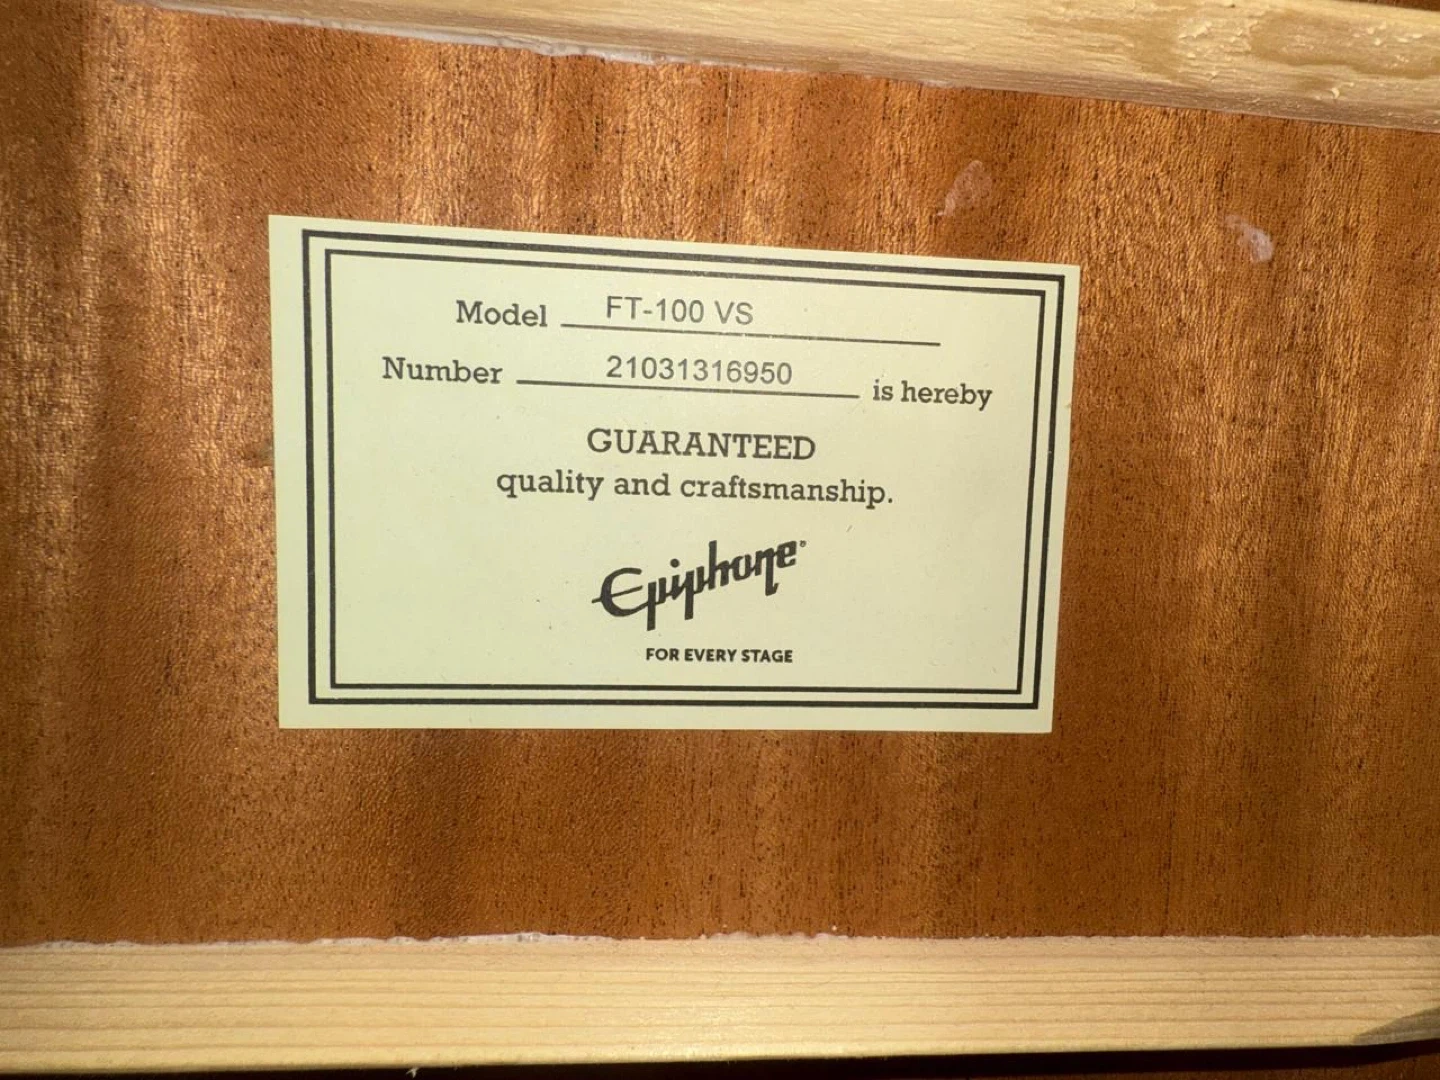 Model FT-100 VS
Number 21031316950 is hereby
GUARANTEED
quality and craftsmanship.
Epiphone®
FOR EVERY STAGE